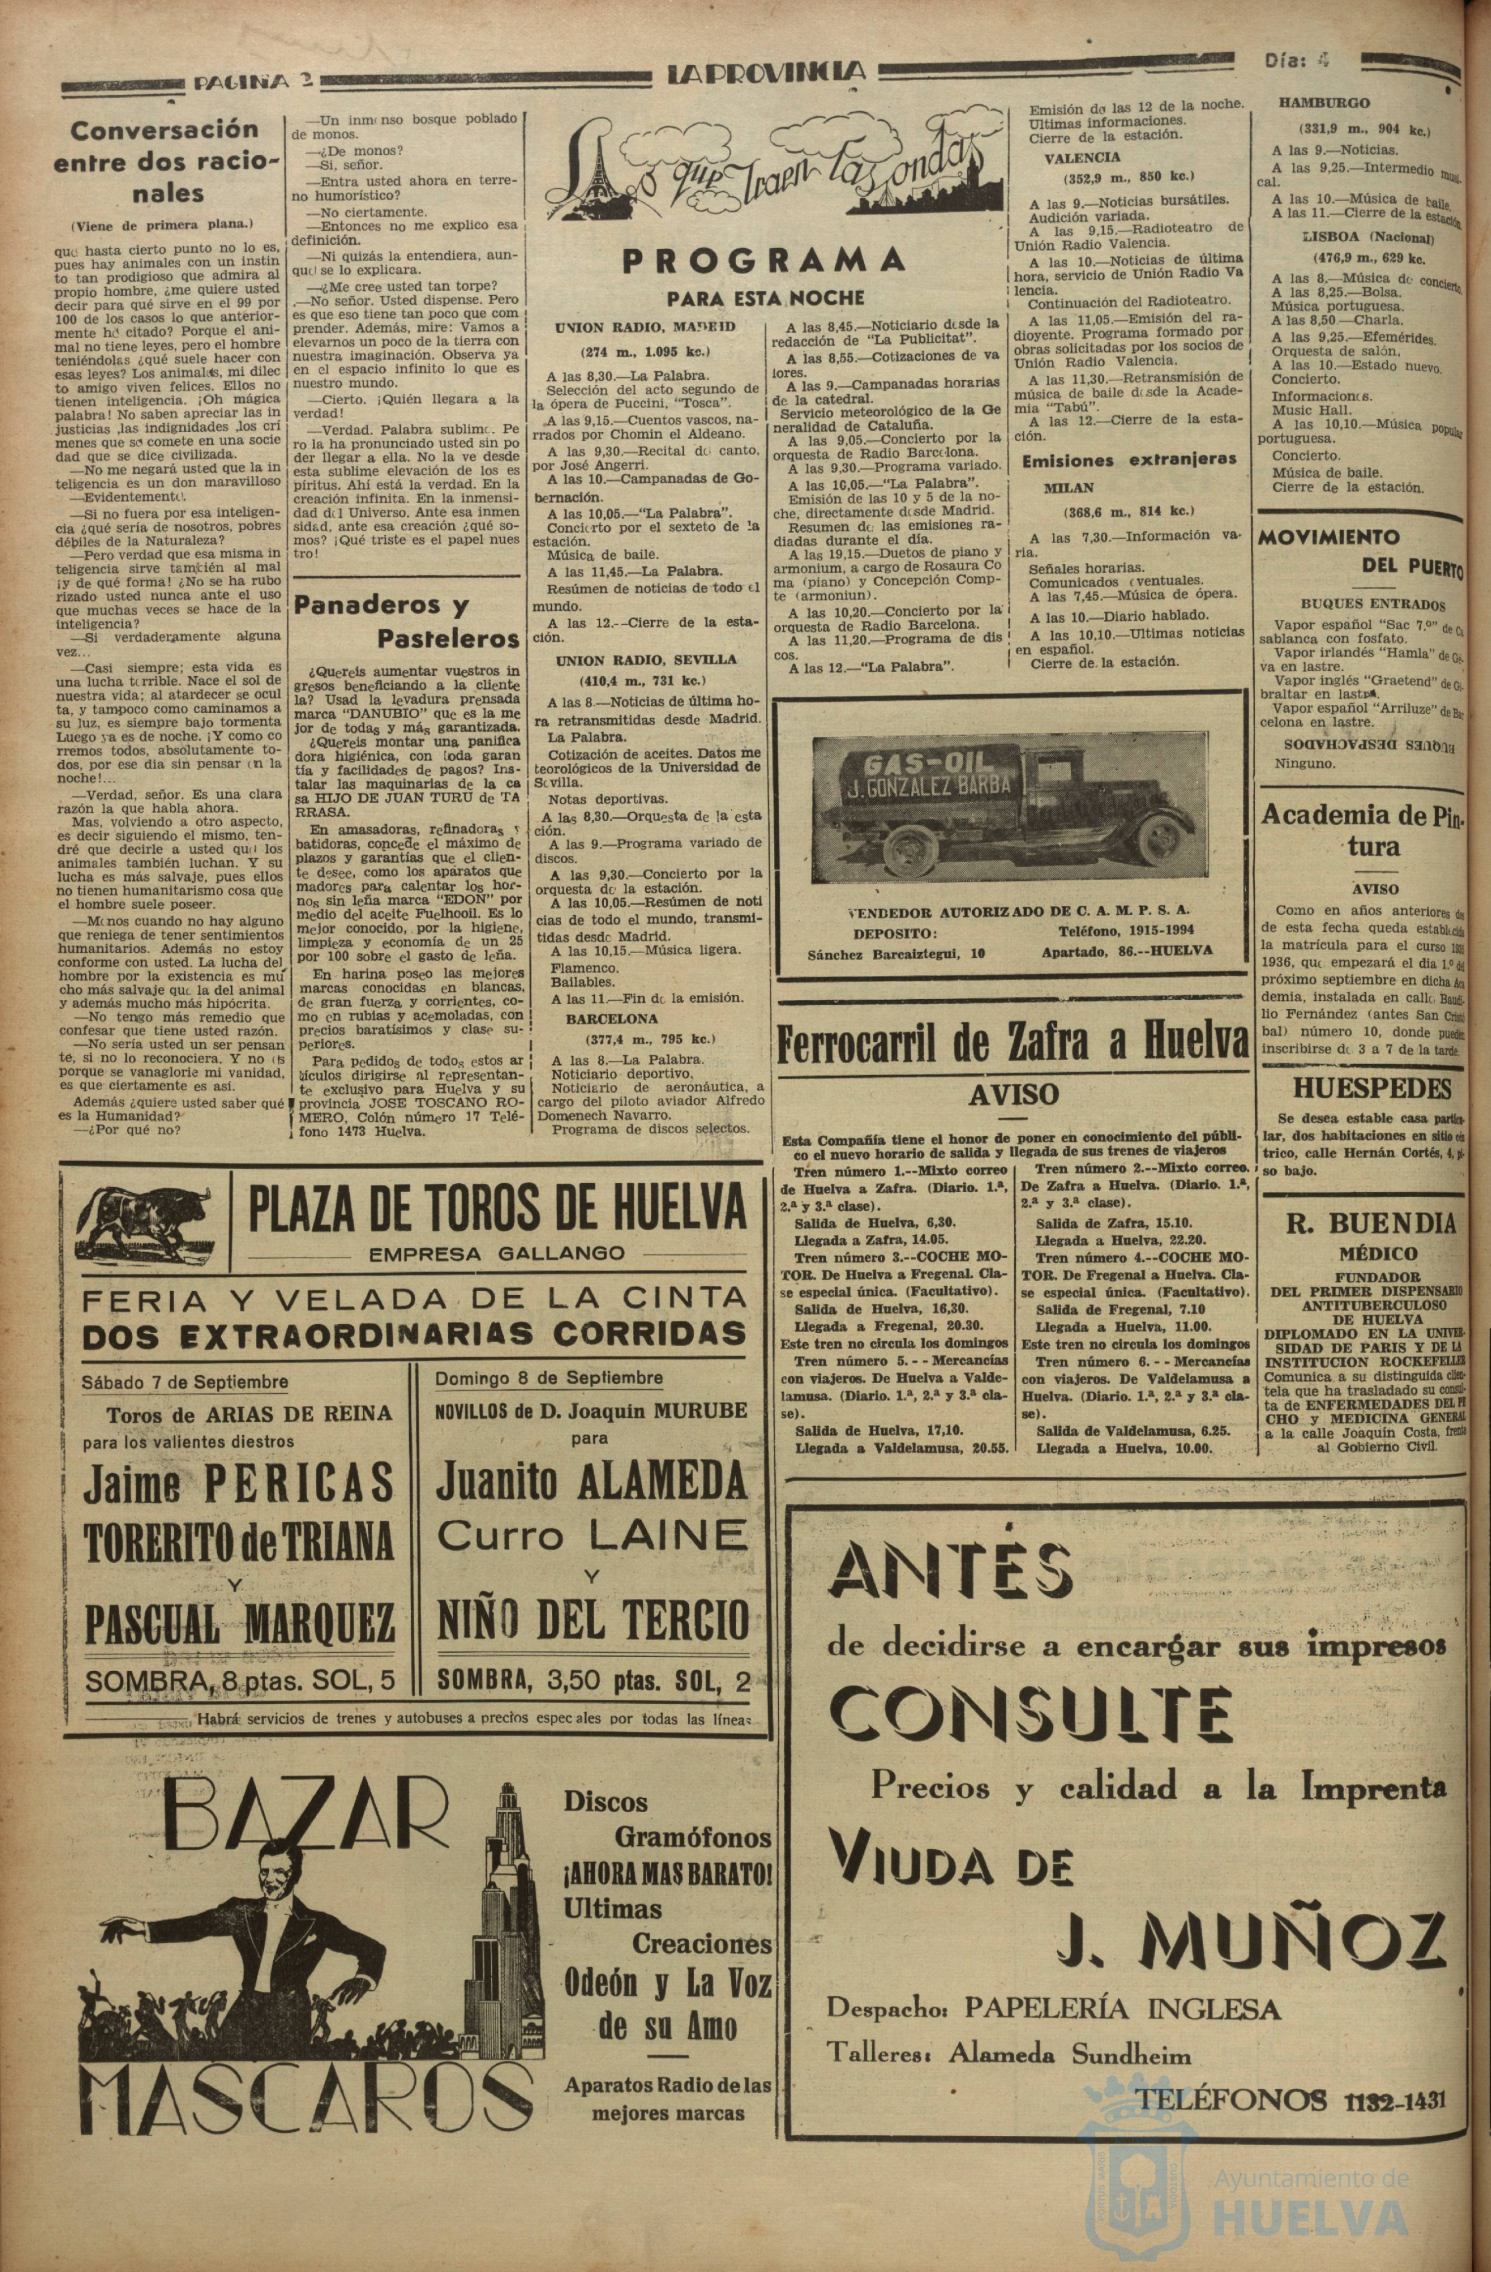 PAGINA 2
LA PROVINCIA
Día: 4
Conversación
entre dos racio-
nales
(Viene de primera plana.)
que hasta cierto punto no lo es,
pues hay animales con un instin
to tan prodigioso que admira al
propio hombre, ¿me quiere usted
decir para qué sirve en el 99 por
100 de los casos lo que anterior-
mente he citado? Porque el ani-
mal no tiene leyes, pero el hombre
teniéndolas ¿qué suele hacer con
esas leyes? Los animales, mi dilec
to amigo viven felices. Ellos no
tienen inteligencia. ¡Oh mágica
palabra! No saben apreciar las in
justicias ,las indignidades ,los crí
menes que se comete en una socie
dad que se dice civilizada.
—No me negará usted que la in
teligencia es un don maravilloso
—Evidentemente.
—Si no fuera por esa inteligen-
cia ¿qué sería de nosotros, pobres
débiles de la Naturaleza?
—Pero verdad que esa misma in
teligencia sirve también al mal
¡y de qué forma! ¿No se ha rubo
rizado usted nunca ante el uso
que muchas veces se hace de la
inteligencia?
—Si verdaderamente alguna
vez...
—Casi siempre; esta vida es
una lucha terrible. Nace el sol de
nuestra vida; al atardecer se ocul
ta, y tampoco como caminamos a
su luz, es siempre bajo tormenta
Luego ya es de noche. ¡Y como co
rremos todos, absolutamente to-
dos, por ese dia sin pensar en la
noche!...
—Verdad, señor. Es una clara
razón la que habla ahora.
Mas, volviendo a otro aspecto,
es decir siguiendo el mismo, ten-
dré que decirle a usted que los
animales también luchan. Y su
lucha es más salvaje, pues ellos
no tienen humanitarismo cosa que
el hombre suele poseer.
—Menos cuando no hay alguno
que reniega de tener sentimientos
humanitarios. Además no estoy
conforme con usted. La lucha del
hombre por la existencia es mu
cho más salvaje que la del animal
y además mucho más hipócrita.
—No tengo más remedio que
confesar que tiene usted razón.
—No sería usted un ser pensan
te, si no lo reconociera. Y no es
porque se vanaglorie mi vanidad,
es que ciertamente es asi.
Además ¿quiere usted saber qué
es la Humanidad?
—¿Por qué no?
—Un inmenso bosque poblado
de monos.
—¿De monos?
—Si, señor.
—Entra usted ahora en terre-
no humorístico?
—No ciertamente.
—Entonces no me explico esa
definición.
—Ni quizás la entendiera, aun-
que se lo explicara.
—¿Me cree usted tan torpe?
—No señor. Usted dispense. Pero
es que eso tiene tan poco que com
prender. Además, mire: Vamos a
elevarnos un poco de la tierra con
nuestra imaginación. Observa ya
en el espacio infinito lo que es
nuestro mundo.
—Cierto. ¡Quién llegara a la
verdad!
—Verdad. Palabra sublime. Pe
ro la ha pronunciado usted sin po
der llegar a ella. No la ve desde
esta sublime elevación de los es
píritus. Ahí está la verdad. En la
creación infinita. En la inmensi-
dad del Universo. Ante esa inmen
sidad, ante esa creación ¿qué so-
mos? ¡Qué triste es el papel nues
tro!
Panaderos y
Pasteleros
¿Quereis aumentar vuestros in
gresos beneficiando a la cliente
la? Usad la levadura prensada
marca "DANUBIO" que es la me
jor de todas y más garantizada.
¿Quereis montar una panifica
dora higiénica, con toda garan
tía y facilidades de pagos? Ins-
talar las maquinarias de la ca
sa HIJO DE JUAN TURU de TA
RRASA.
En amasadoras, refinadoras y
batidoras, concede el máximo de
plazos y garantías que el clien-
te desee, como los aparatos que
madores para calentar los hor-
nos sin leña marca "EDON" por
medio del aceite Fuelhooil. Es lo
mejor conocido, por la higiene,
limpieza y economía de un 25
por 100 sobre el gasto de leña.
En harina poseo las mejores
marcas conocidas en blancas,
de gran fuerza y corrientes, co-
mo en rubias y acemoladas, con
precios baratísimos y clase su-
periores.
Para pedidos de todos estos ar
tículos dirigirse al representan-
te exclusivo para Huelva y su
provincia JOSE TOSCANO RO-
MERO, Colón número 17 Telé-
fono 1473 Huelva.
Lo que traen las ondas
PROGRAMA
PARA ESTA NOCHE
UNION RADIO, MADRID
(274 m., 1.095 kc.)
A las 8,30.—La Palabra.
Selección del acto segundo de
la ópera de Puccini, "Tosca".
A las 9,15.—Cuentos vascos, na-
rrados por Chomin el Aldeano.
A las 9,30.—Recital de canto,
por José Angerri.
A las 10.—Campanadas de Go-
bernación.
A las 10,05.—"La Palabra".
Concierto por el sexteto de la
estación.
Música de baile.
A las 11,45.—La Palabra.
Resúmen de noticias de todo el
mundo.
A las 12.--Cierre de la esta-
ción.
UNION RADIO, SEVILLA
(410,4 m., 731 kc.)
A las 8.—Noticias de última ho-
ra retransmitidas desde Madrid.
La Palabra.
Cotización de aceites. Datos me
teorológicos de la Universidad de
Sevilla.
Notas deportivas.
A las 8,30.—Orquesta de la esta
ción.
A las 9.—Programa variado de
discos.
A las 9,30.—Concierto por la
orquesta de la estación.
A las 10,05.—Resúmen de noti
cias de todo el mundo, transmi-
tidas desde Madrid.
A las 10,15.—Música ligera.
Flamenco.
Bailables.
A las 11.—Fin de la emisión.
BARCELONA
(377,4 m., 795 kc.)
A las 8.—La Palabra.
Noticiario deportivo.
Noticiario de aeronáutica, a
cargo del piloto aviador Alfredo
Domenech Navarro.
Programa de discos selectos.
A las 8,45.—Noticiario desde la
redacción de "La Publicitat".
A las 8,55.—Cotizaciones de va
lores.
A las 9.—Campanadas horarias
de la catedral.
Servicio meteorológico de la Ge
neralidad de Cataluña.
A las 9,05.—Concierto por la
orquesta de Radio Barcelona.
A las 9,30.—Programa variado.
A las 10,05.—"La Palabra".
Emisión de las 10 y 5 de la no-
che, directamente desde Madrid.
Resumen de las emisiones ra-
diadas durante el día.
A las 19,15.—Duetos de piano y
armonium, a cargo de Rosaura Co
ma (piano) y Concepción Comp-
te (armoniun).
A las 10,20.—Concierto por la
orquesta de Radio Barcelona.
A las 11,20.—Programa de dis
cos.
A las 12.—"La Palabra".
Emisión de las 12 de la noche.
Ultimas informaciones.
Cierre de la estación.
VALENCIA
(352,9 m., 850 kc.)
A las 9.—Noticias bursátiles.
Audición variada.
A las 9,15.—Radioteatro de
Unión Radio Valencia.
A las 10.—Noticias de última
hora, servicio de Unión Radio Va
lencia.
Continuación del Radioteatro.
A las 11,05.—Emisión del ra-
dioyente. Programa formado por
obras solicitadas por los socios de
Unión Radio Valencia.
A las 11,30.—Retransmisión de
música de baile desde la Acade-
mia "Tabú".
A las 12.—Cierre de la esta-
ción.
Emisiones extranjeras
MILAN
(368,6 m., 814 kc.)
A las 7,30.—Información va-
ria.
Señales horarias.
Comunicados eventuales.
A las 7,45.—Música de ópera.
A las 10.—Diario hablado.
A las 10,10.—Ultimas noticias
en español.
Cierre de la estación.
HAMBURGO
(331,9 m., 904 kc.)
A las 9.—Noticias.
A las 9,25.—Intermedio musi-
cal.
A las 10.—Música de baile.
A las 11.—Cierre de la estación.
LISBOA (Nacional)
(476,9 m., 629 kc.
A las 8.—Música de concierto.
A las 8,25.—Bolsa.
Música portuguesa.
A las 8,50.—Charla.
A las 9,25.—Efemérides.
Orquesta de salón.
A las 10.—Estado nuevo.
Concierto.
Informaciones.
Music Hall.
A las 10,10.—Música popular
portuguesa.
Concierto.
Música de baile.
Cierre de la estación.
MOVIMIENTO
DEL PUERTO
BUQUES ENTRADOS
Vapor español "Sac 7.º" de Ca
sablanca con fosfato.
Vapor irlandés "Hamla" de Gé-
va en lastre.
Vapor inglés "Graetend" de Gi
braltar en lastre.
Vapor español "Arriluze" de Bar
celona en lastre.
BUQUES DESPACHADOS
Ninguno.
Academia de Pin-
tura
AVISO
Como en años anteriores des
de esta fecha queda establecida
la matrícula para el curso 1935
1936, que empezará el dia 1.º del
próximo septiembre en dicha Aca
demia, instalada en calle Baudi-
lio Fernández (antes San Cristó
bal) número 10, donde pueden
inscribirse de 3 a 7 de la tarde.
HUESPEDES
Se desea estable casa particu-
lar, dos habitaciones en sitio cén
trico, calle Hernán Cortés, 4, pi-
so bajo.
R. BUENDIA
MÉDICO
FUNDADOR
DEL PRIMER DISPENSARIO
ANTITUBERCULOSO
DE HUELVA
DIPLOMADO EN LA UNIVER-
SIDAD DE PARIS Y DE LA
INSTITUCION ROCKEFELLER
Comunica a su distinguida clien-
tela que ha trasladado su consul-
ta de ENFERMEDADES DEL PE
CHO y MEDICINA GENERAL
a la calle Joaquín Costa, frente
al Gobierno Civil.
GAS-OIL
J. GONZALEZ BARBA
VENDEDOR AUTORIZADO DE C. A. M. P. S. A.
DEPOSITO: Teléfono, 1915-1994
Sánchez Barcaiztegui, 10 Apartado, 86.--HUELVA
Ferrocarril de Zafra a Huelva
AVISO
Esta Compañía tiene el honor de poner en conocimiento del públi-
co el nuevo horario de salida y llegada de sus trenes de viajeros
Tren número 1.--Mixto correo
de Huelva a Zafra. (Diario. 1.ª,
2.ª y 3.ª clase).
Salida de Huelva, 6,30.
Llegada a Zafra, 14.05.
Tren número 3.--COCHE MO-
TOR. De Huelva a Fregenal. Cla-
se especial única. (Facultativo).
Salida de Huelva, 16,30.
Llegada a Fregenal, 20.30.
Este tren no circula los domingos
Tren número 5. - - Mercancías
con viajeros. De Huelva a Valde-
lamusa. (Diario. 1.ª, 2.ª y 3.ª cla-
se).
Salida de Huelva, 17,10.
Llegada a Valdelamusa, 20.55.
Tren número 2.--Mixto correo.
De Zafra a Huelva. (Diario. 1.ª,
2.ª y 3.ª clase).
Salida de Zafra, 15.10.
Llegada a Huelva, 22.20.
Tren número 4.--COCHE MO-
TOR. De Fregenal a Huelva. Cla-
se especial única. (Facultativo).
Salida de Fregenal, 7.10
Llegada a Huelva, 11.00.
Este tren no circula los domingos
Tren número 6. - - Mercancías
con viajeros. De Valdelamusa a
Huelva. (Diario. 1.ª, 2.ª y 3.ª cla-
se).
Salida de Valdelamusa, 6.25.
Llegada a Huelva, 10.00.
PLAZA DE TOROS DE HUELVA
EMPRESA GALLANGO
FERIA Y VELADA DE LA CINTA
DOS EXTRAORDINARIAS CORRIDAS
Sábado 7 de Septiembre
Toros de ARIAS DE REINA
para los valientes diestros
Jaime PERICAS
TORERITO de TRIANA
Y
PASCUAL MARQUEZ
SOMBRA, 8 ptas. SOL, 5
Domingo 8 de Septiembre
NOVILLOS de D. Joaquin MURUBE
para
Juanito ALAMEDA
Curro LAINE
Y
NIÑO DEL TERCIO
SOMBRA, 3,50 ptas. SOL, 2
Habrá servicios de trenes y autobuses a precios especiales por todas las líneas
BAZAR
MASCAROS
Discos
Gramófonos
¡AHORA MAS BARATO!
Ultimas
Creaciones
Odeón y La Voz
de su Amo
Aparatos Radio de las
mejores marcas
ANTES
de decidirse a encargar sus impresos
CONSULTE
Precios y calidad a la Imprenta
VIUDA DE
J. MUÑOZ
Despacho: PAPELERÍA INGLESA
Talleres: Alameda Sundheim
TELÉFONOS 1132-1431
Ayuntamiento de
HUELVA